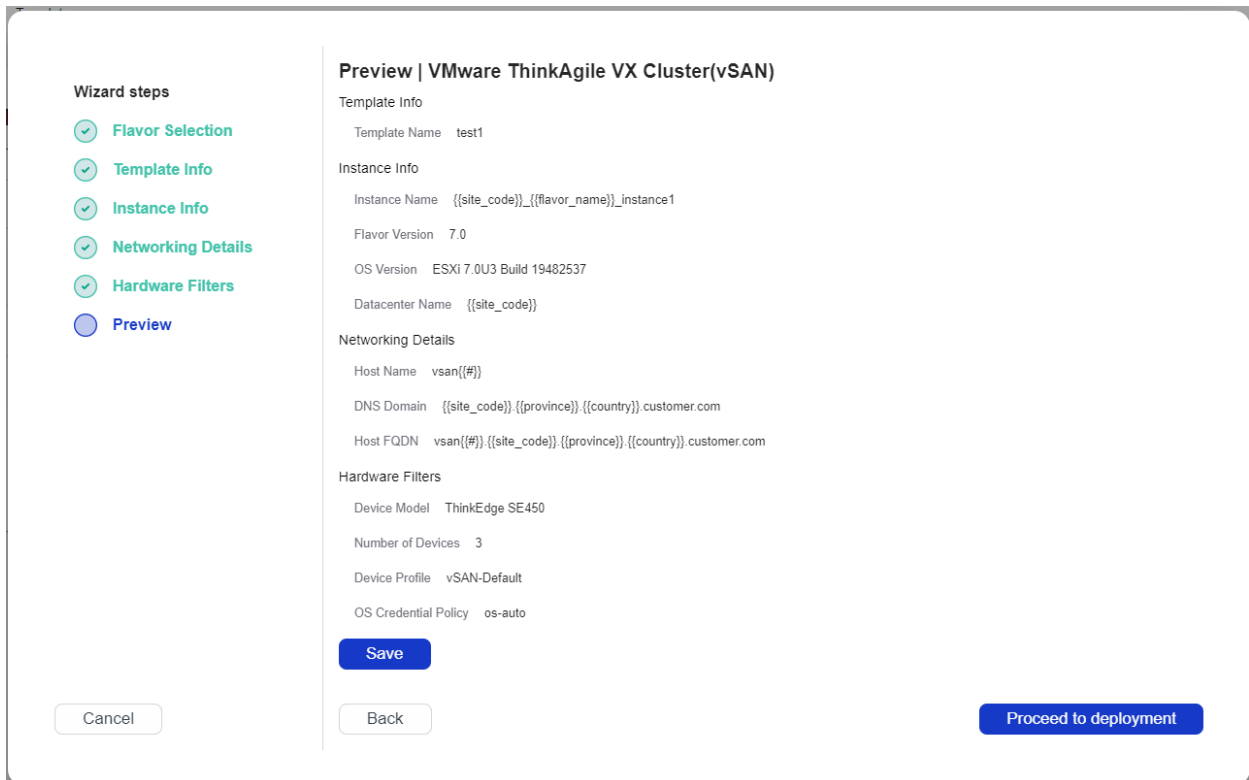 Preview | VMware ThinkAgile VX Cluster(vSAN)
Wizard steps
Flavor Selection
Template Info
Instance Info
Networking Details
Hardware Filters
Preview
Template Info
Template Name test1
Instance Info
Instance Name {{site_code}}_{{flavor_name}}_instance1
Flavor Version 7.0
OS Version ESXi 7.0U3 Build 19482537
Datacenter Name {{site_code}}
Networking Details
Host Name vsan{{#}}
DNS Domain {{site_code}}.{{province}}.{{country}}.customer.com
Host FQDN vsan{{#}}.{{site_code}}.{{province}}.{{country}}.customer.com
Hardware Filters
Device Model ThinkEdge SE450
Number of Devices 3
Device Profile vSAN-Default
OS Credential Policy os-auto
Save
Cancel
Back
Proceed to deployment